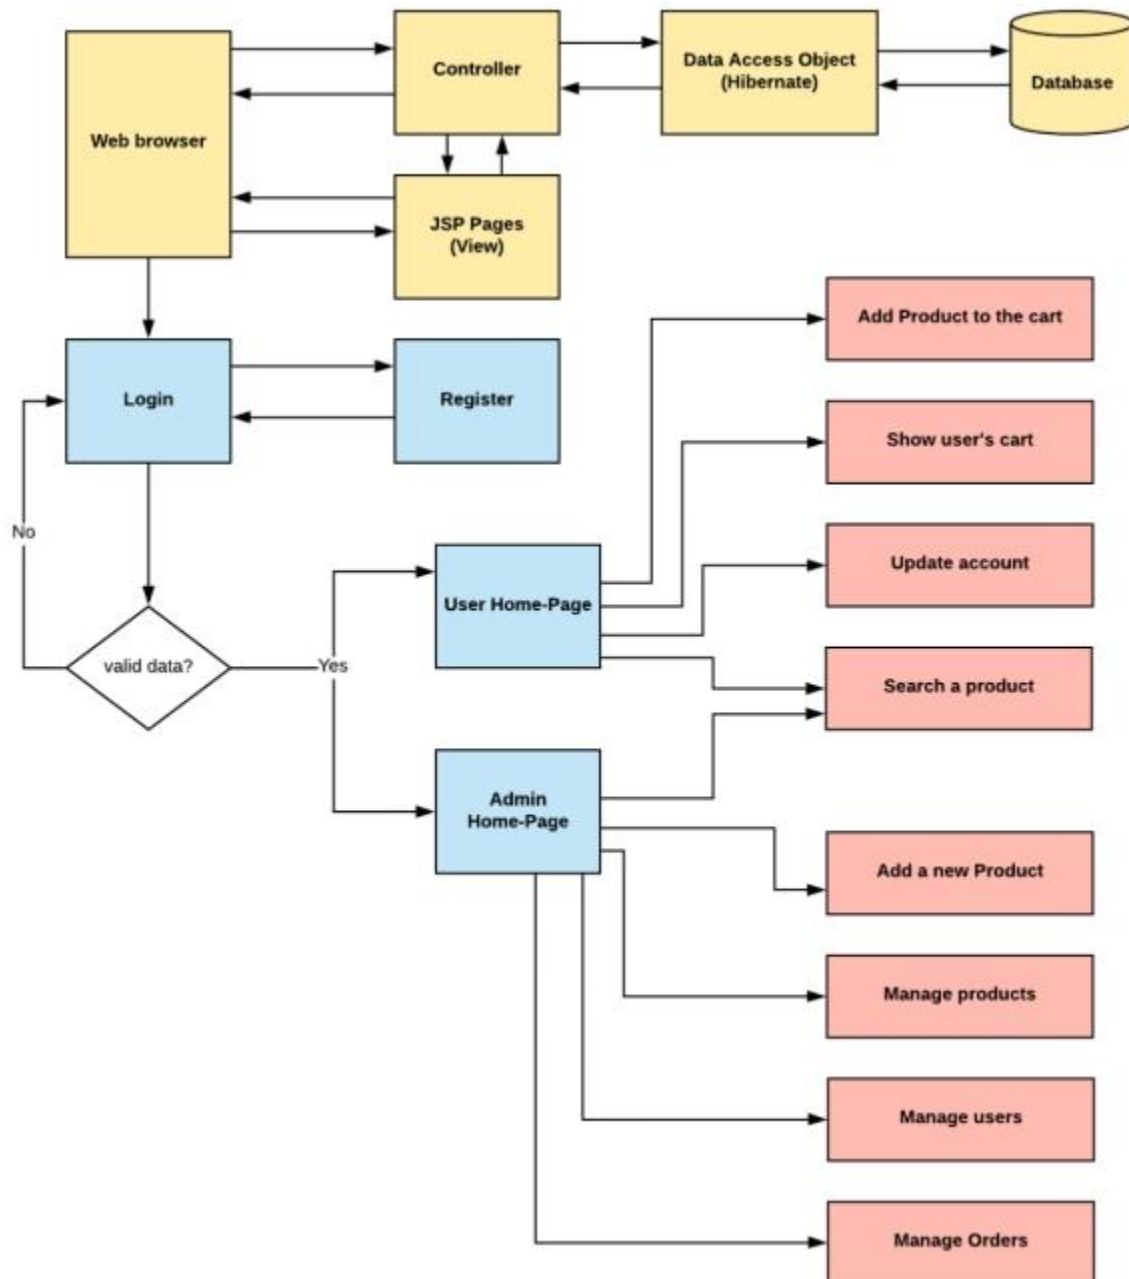 Controller
Data Access Object
(Hibernate)
Database
Web browser
JSP Pages
(View)
Add Product to the cart
Login
Register
Show user's cart
No
Update account
User Home-Page
valid data?
Yes
Search a product
Admin
Home-Page
Add a new Product
Manage products
Manage users
Manage Orders